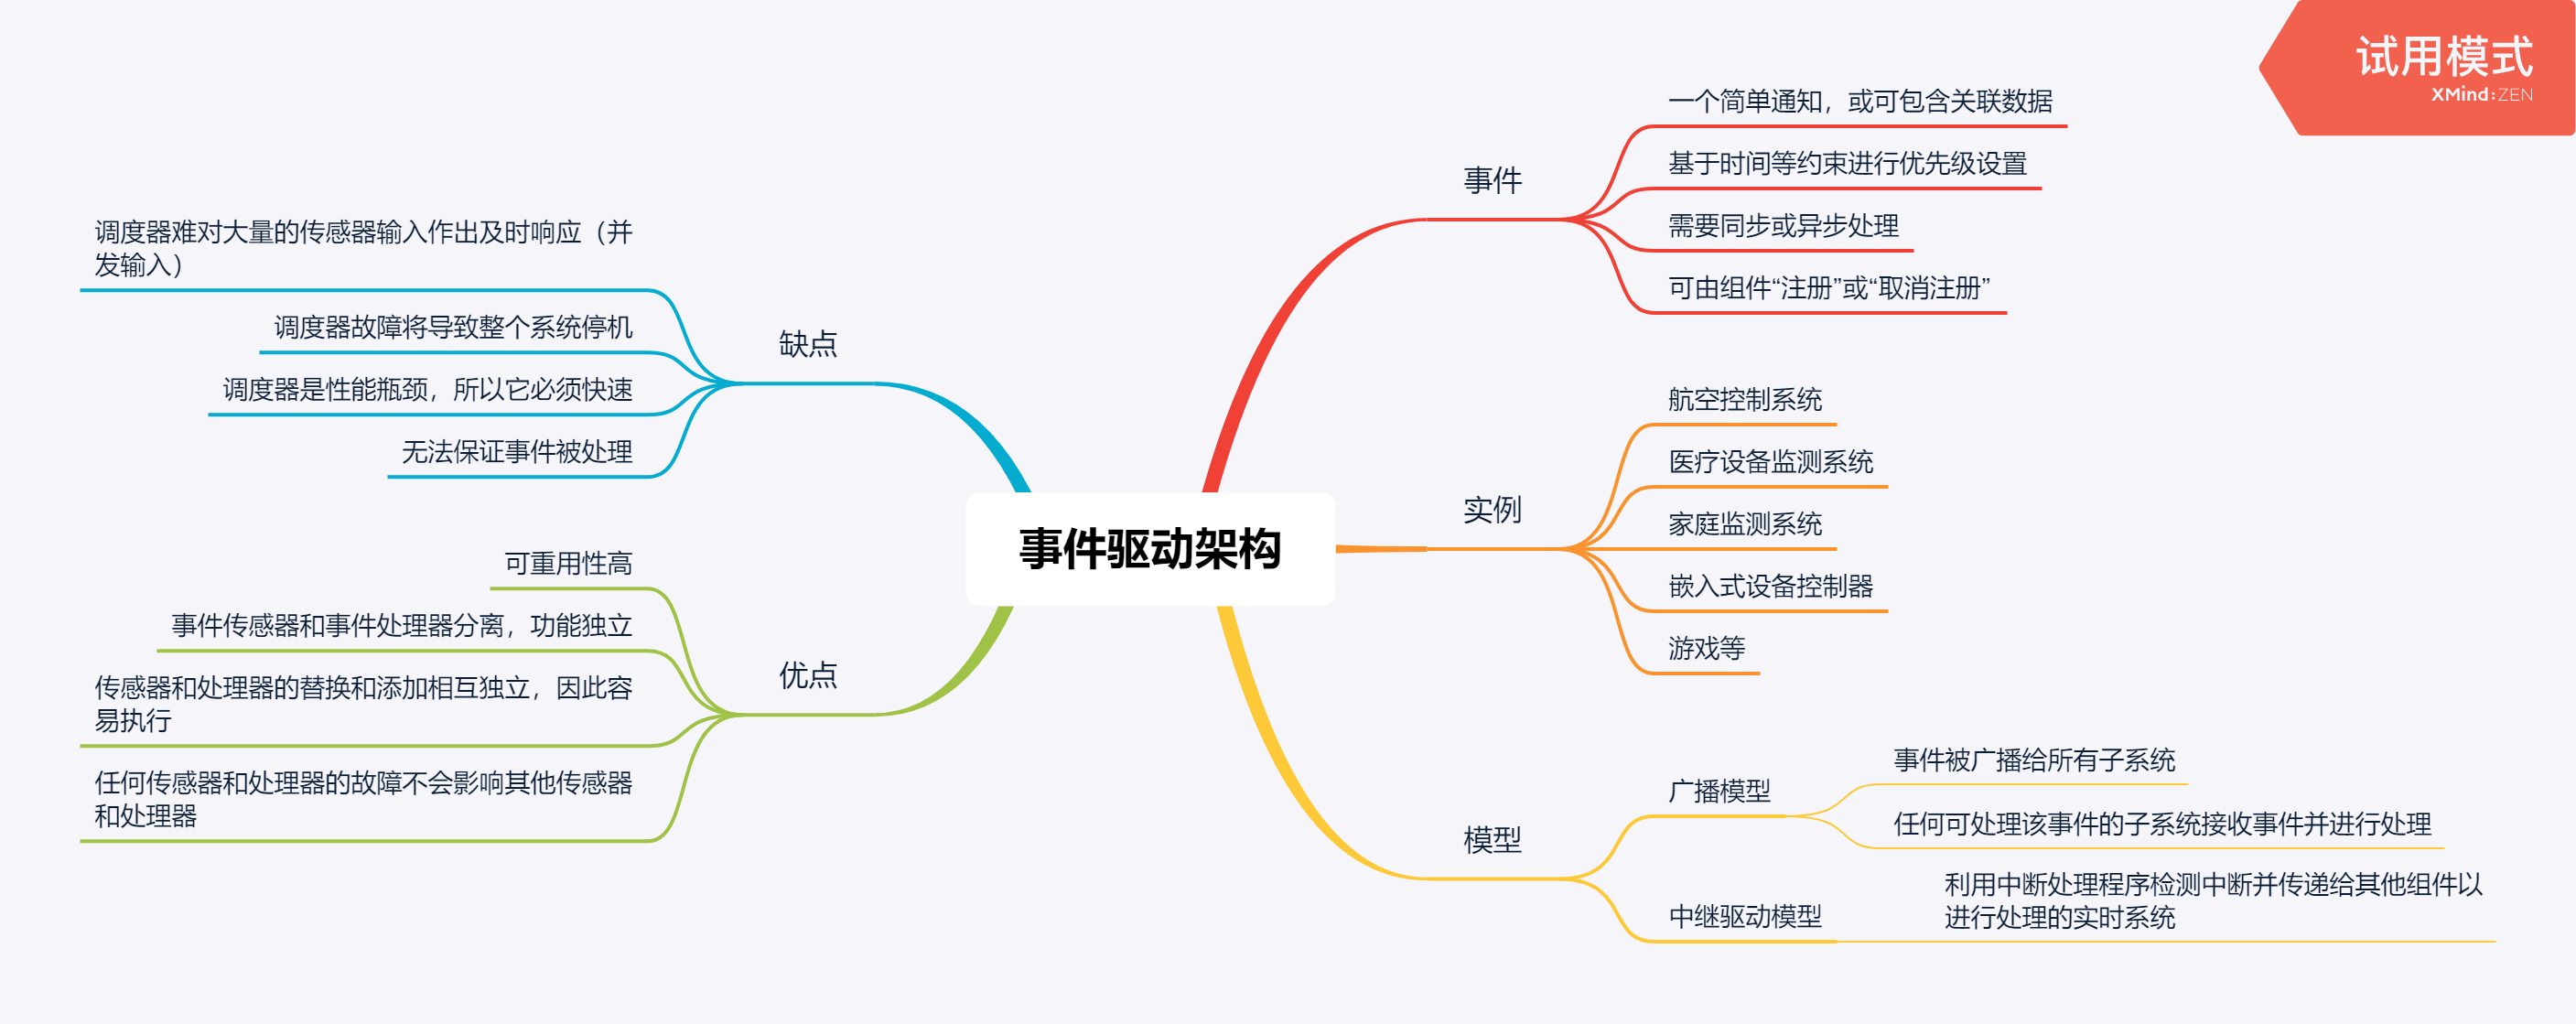 试用模式
XMind:ZEN
事件驱动架构
事件
一个简单通知，或可包含关联数据
基于时间等约束进行优先级设置
需要同步或异步处理
可由组件“注册”或“取消注册”
实例
航空控制系统
医疗设备监测系统
家庭监测系统
嵌入式设备控制器
游戏等
模型
广播模型
事件被广播给所有子系统
任何可处理该事件的子系统接收事件并进行处理
中继驱动模型
利用中断处理程序检测中断并传递给其他组件以
进行处理的实时系统
缺点
调度器难对大量的传感器输入作出及时响应（并
发输入）
调度器故障将导致整个系统停机
调度器是性能瓶颈，所以它必须快速
无法保证事件被处理
优点
可重用性高
事件传感器和事件处理器分离，功能独立
传感器和处理器的替换和添加相互独立，因此容
易执行
任何传感器和处理器的故障不会影响其他传感器
和处理器